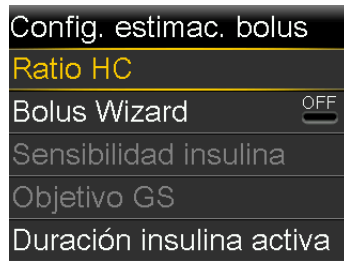 Config. estimac. bolus
Ratio HC
Bolus Wizard OFF
Sensibilidad insulina
Objetivo GS
Duración insulina activa